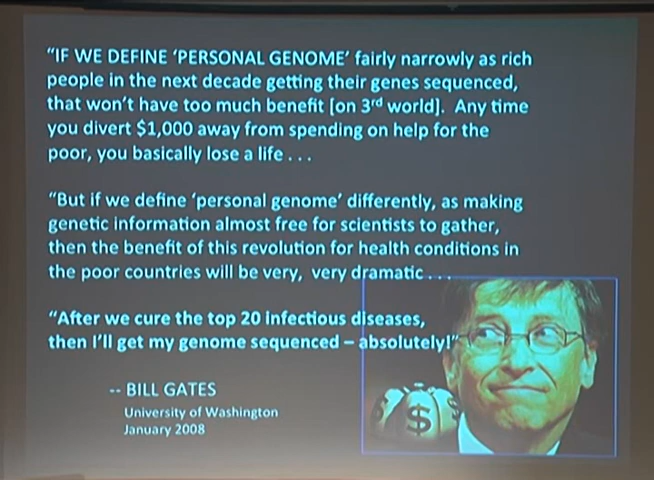 “IF WE DEFINE ‘PERSONAL GENOME’ fairly narrowly as rich
people in the next decade getting their genes sequenced,
that won’t have too much benefit [on 3rd world].  Any time
you divert $1,000 away from spending on help for the
poor, you basically lose a life . . .
“But if we define ‘personal genome’ differently, as making
genetic information almost free for scientists to gather,
then the benefit of this revolution for health conditions in
the poor countries will be very,  very dramatic . . .
“After we cure the top 20 infectious diseases,
then I’ll get my genome sequenced – absolutely!”
-- BILL GATES
University of Washington
January 2008
$